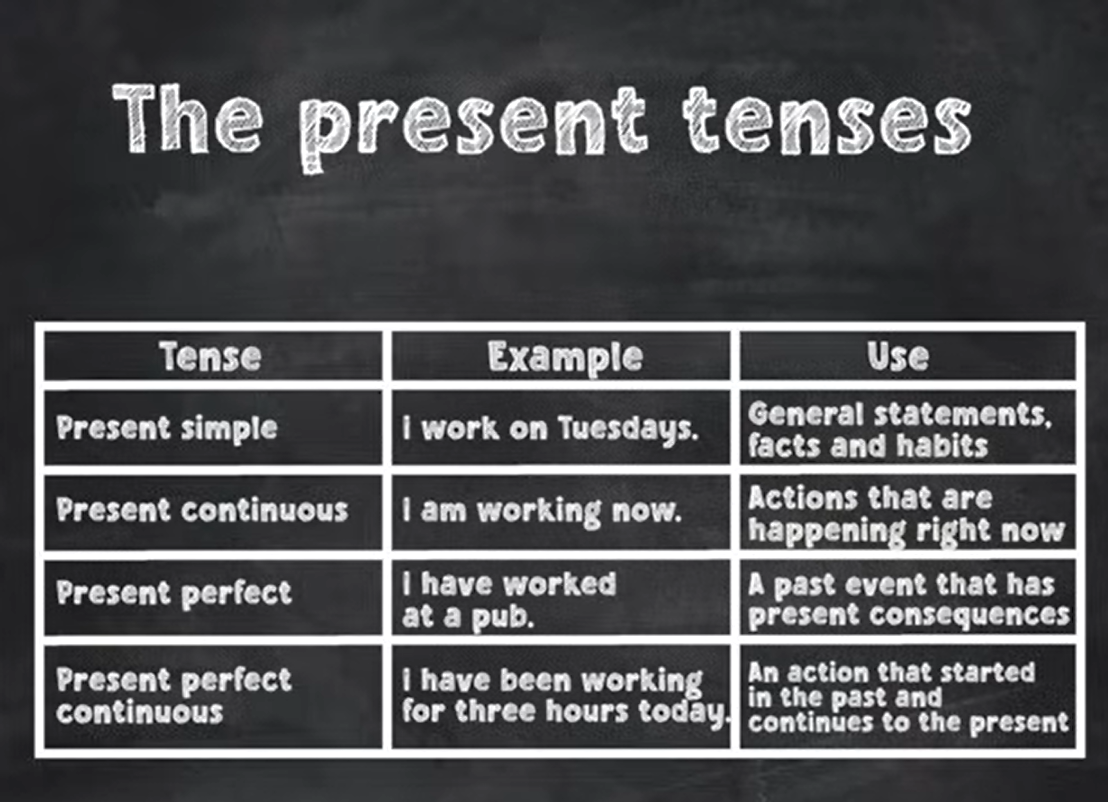 The present tenses
Tense
Example
Use
Present simple
I work on Tuesdays.
General statements,
facts and habits
Present continuous
I am working now.
Actions that are
happening right now
Present perfect
I have worked
at a pub.
A past event that has
present consequences
Present perfect
continuous
I have been working
for three hours today.
An action that started
in the past and
continues to the present